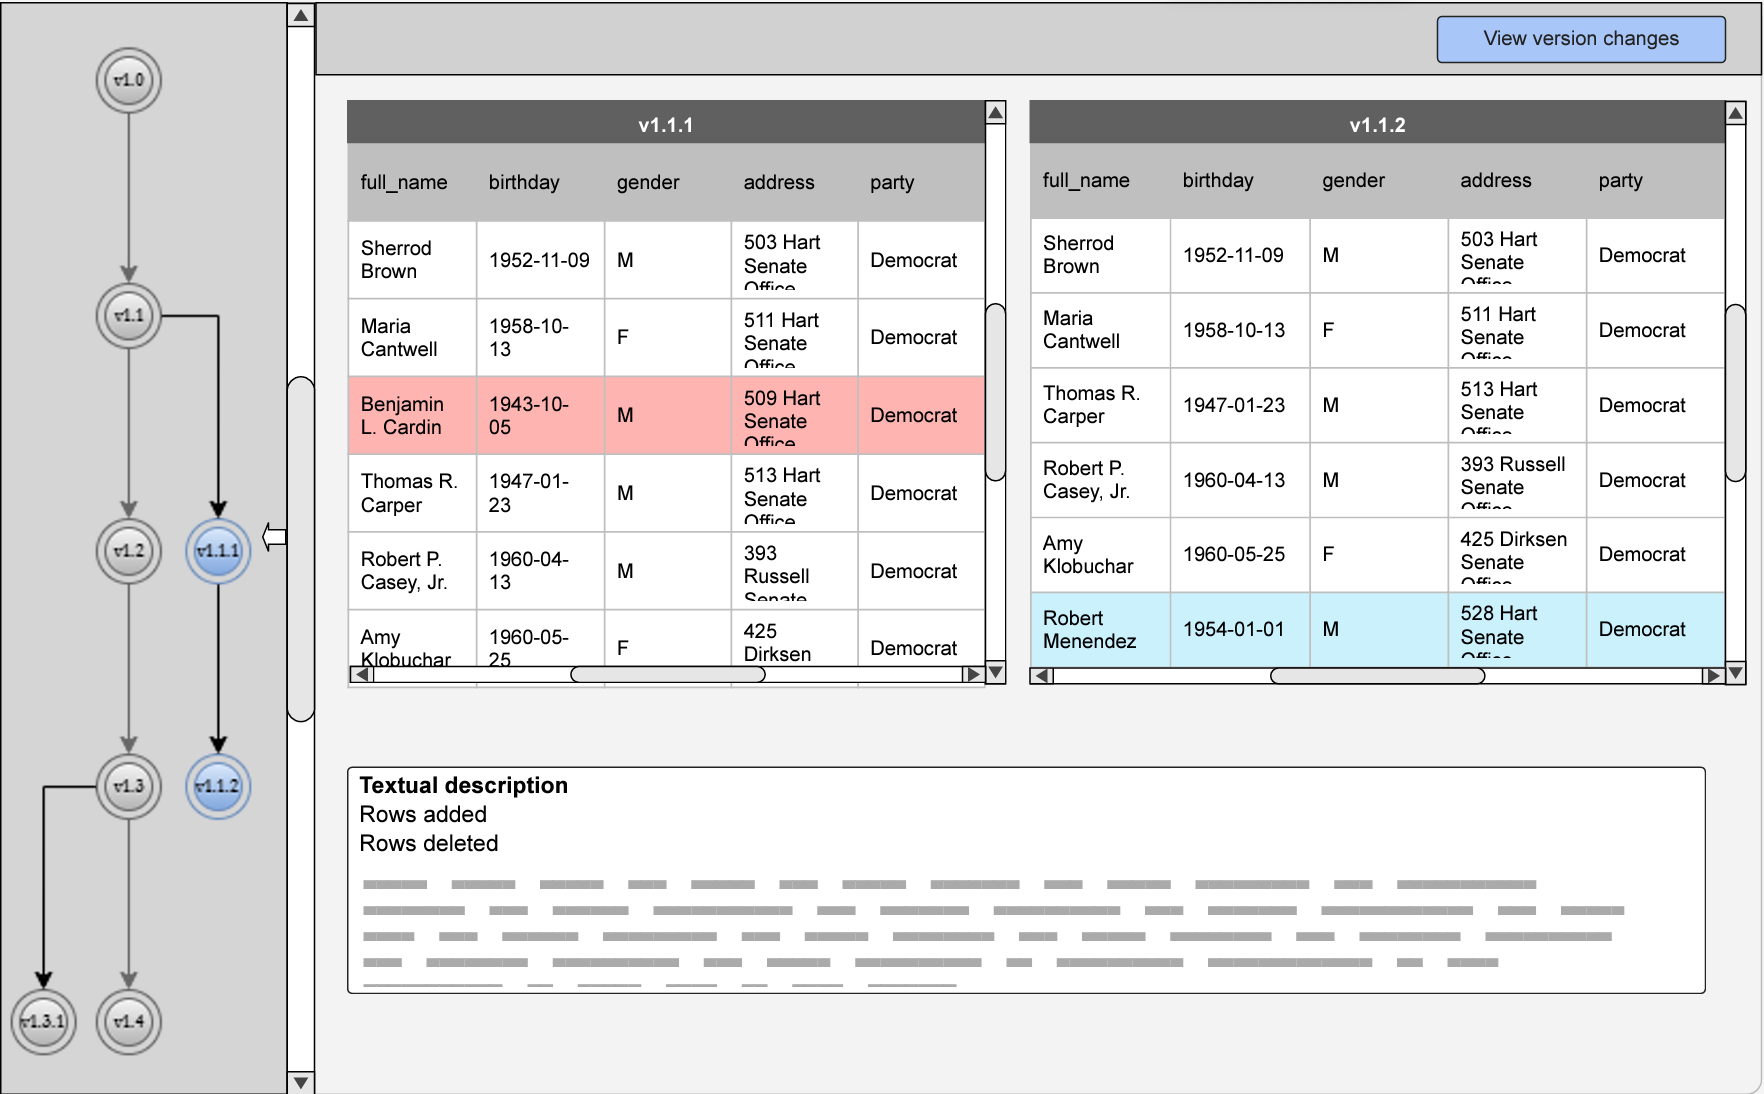 v1.0
v1.1
v1.2
v1.1.1
v1.3
v1.1.2
v1.3.1
v1.4
View version changes
v1.1.1
full_name birthday gender address party
Sherrod Brown 1952-11-09 M 503 Hart Senate Office Democrat
Maria Cantwell 1958-10-13 F 511 Hart Senate Office Democrat
Benjamin L. Cardin 1943-10-05 M 509 Hart Senate Office Democrat
Thomas R. Carper 1947-01-23 M 513 Hart Senate Office Democrat
Robert P. Casey, Jr. 1960-04-13 M 393 Russell Senate Democrat
Amy Klobuchar 1960-05-25 F 425 Dirksen Democrat
v1.1.2
full_name birthday gender address party
Sherrod Brown 1952-11-09 M 503 Hart Senate Office Democrat
Maria Cantwell 1958-10-13 F 511 Hart Senate Office Democrat
Thomas R. Carper 1947-01-23 M 513 Hart Senate Office Democrat
Robert P. Casey, Jr. 1960-04-13 M 393 Russell Senate Office Democrat
Amy Klobuchar 1960-05-25 F 425 Dirksen Senate Office Democrat
Robert Menendez 1954-01-01 M 528 Hart Senate Office Democrat
Textual description
Rows added
Rows deleted